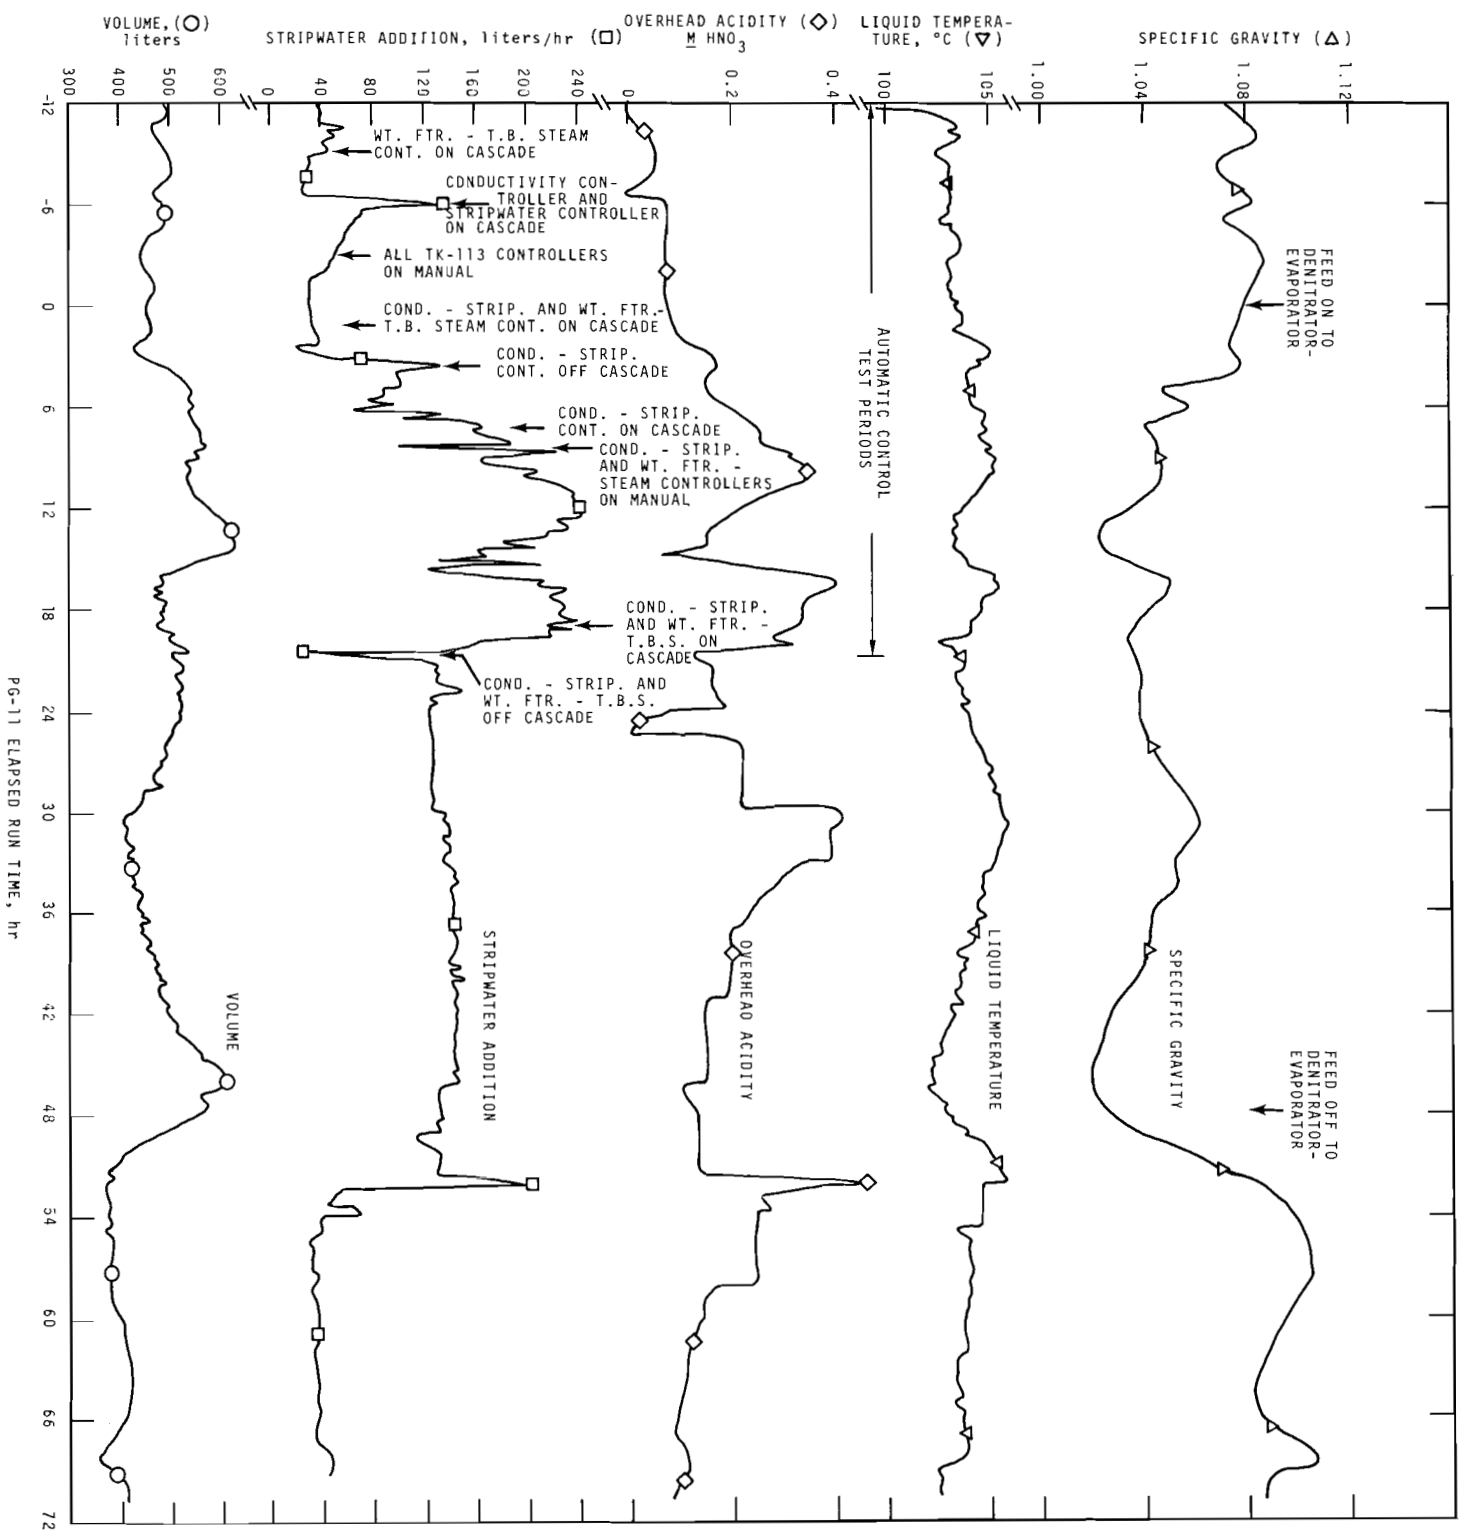 VOLUME, (○)
liters
STRIPWATER ADDITION, liters/hr (□)
OVERHEAD ACIDITY (◇)
M HNO3
LIQUID TEMPERA-
TURE, °C (▽)
SPECIFIC GRAVITY (△)
300 400 500 600 0 40 80 120 160 200 240 0 0.2 0.4 100 105 1.00 1.04 1.08 1.12
-12
-6
0
6
12
18
24
30
36
42
48
54
60
66
72
PG-11 ELAPSED RUN TIME, hr
WT. FTR. - T.B. STEAM
CONT. ON CASCADE
CONDUCTIVITY CON-
TROLLER AND
STRIPWATER CONTROLLER
ON CASCADE
ALL TK-113 CONTROLLERS
ON MANUAL
COND. - STRIP. AND WT. FTR.-
T.B. STEAM CONT. ON CASCADE
COND. - STRIP.
CONT. OFF CASCADE
COND. - STRIP.
CONT. ON CASCADE
COND. - STRIP.
AND WT. FTR. -
STEAM CONTROLLERS
ON MANUAL
COND. - STRIP.
AND WT. FTR. -
T.B.S. ON
CASCADE
COND. - STRIP. AND
WT. FTR. - T.B.S.
OFF CASCADE
AUTOMATIC CONTROL
TEST PERIODS
FEED ON TO
DENITRATOR-
EVAPORATOR
VOLUME
STRIPWATER ADDITION
OVERHEAD ACIDITY
LIQUID TEMPERATURE
SPECIFIC GRAVITY
FEED OFF TO
DENITRATOR-
EVAPORATOR